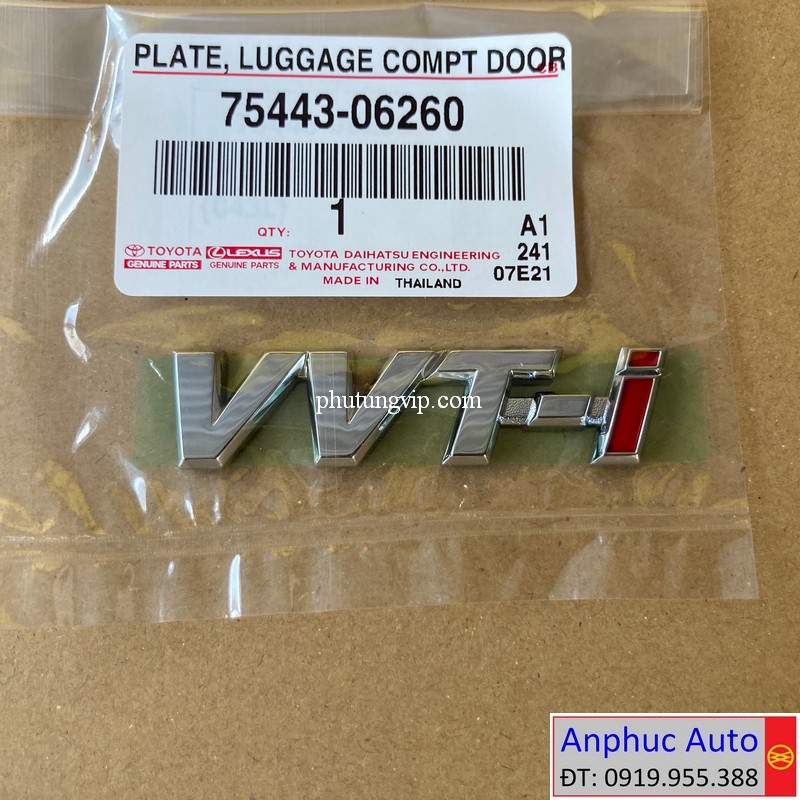 PLATE, LUGGAGE COMPT DOOR
CB
75443-06260
QTY: 1
A1
241
07E21
TOYOTA
GENUINE PARTS
LEXUS
GENUINE PARTS
TOYOTA DAIHATSU ENGINEERING
& MANUFACTURING CO., LTD.
MADE IN THAILAND
VVT-i
phutungvip.com
Anphuc Auto
ĐT: 0919.955.388